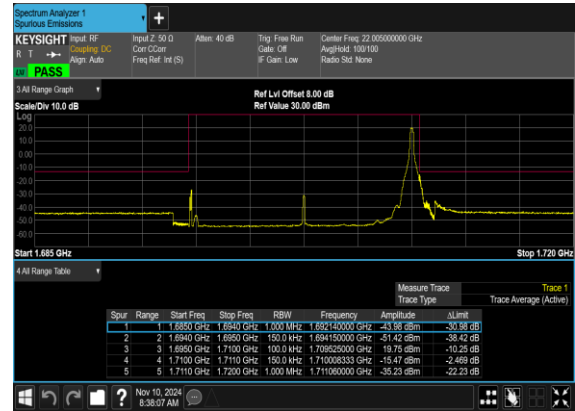 Spectrum Analyzer 1
Spurious Emissions
KEYSIGHT
R T
LXI PASS
Input: RF
Coupling: DC
Align: Auto
Input Z: 50 Ω
Corr CCorr
Freq Ref: Int (S)
Atten: 40 dB
Trig: Free Run
Gate: Off
IF Gain: Low
Center Freq: 22.005000000 GHz
Avg|Hold: 100/100
Radio Std: None
3 All Range Graph
Scale/Div 10.0 dB
Ref Lvl Offset 8.00 dB
Ref Value 30.00 dBm
Log
20.0
10.0
0.00
-10.0
-20.0
-30.0
-40.0
-50.0
-60.0
Start 1.685 GHz
Stop 1.720 GHz
4 All Range Table
Measure Trace Trace 1
Trace Type Trace Average (Active)
Spur Range Start Freq Stop Freq RBW Frequency Amplitude ΔLimit
1 1 1.6850 GHz 1.6940 GHz 1.000 MHz 1.692140000 GHz -43.98 dBm -30.98 dB
2 2 1.6940 GHz 1.6950 GHz 150.0 kHz 1.694150000 GHz -51.42 dBm -38.42 dB
3 3 1.6950 GHz 1.7100 GHz 100.0 kHz 1.709525000 GHz 19.75 dBm -10.25 dB
4 4 1.7100 GHz 1.7110 GHz 150.0 kHz 1.710008333 GHz -15.47 dBm -2.469 dB
5 5 1.7110 GHz 1.7200 GHz 1.000 MHz 1.711060000 GHz -35.23 dBm -22.23 dB
Nov 10, 2024
8:38:07 AM